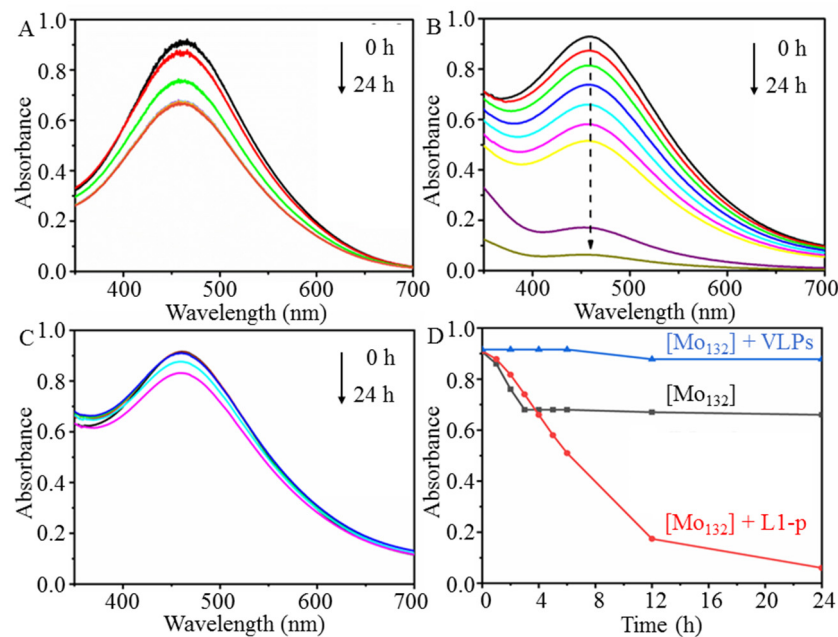 A
0 h
24 h
1.0
0.8
0.6
0.4
0.2
0.0
Absorbance
400 500 600 700
Wavelength (nm)
B
0 h
24 h
1.0
0.8
0.6
0.4
0.2
0.0
Absorbance
400 500 600 700
Wavelength (nm)
C
0 h
24 h
1.0
0.8
0.6
0.4
0.2
0.0
Absorbance
400 500 600 700
Wavelength (nm)
D
[Mo₁₃₂] + VLPs
[Mo₁₃₂]
[Mo₁₃₂] + L1-p
1.0
0.8
0.6
0.4
0.2
0.0
Absorbance
0 4 8 12 16 20 24
Time (h)